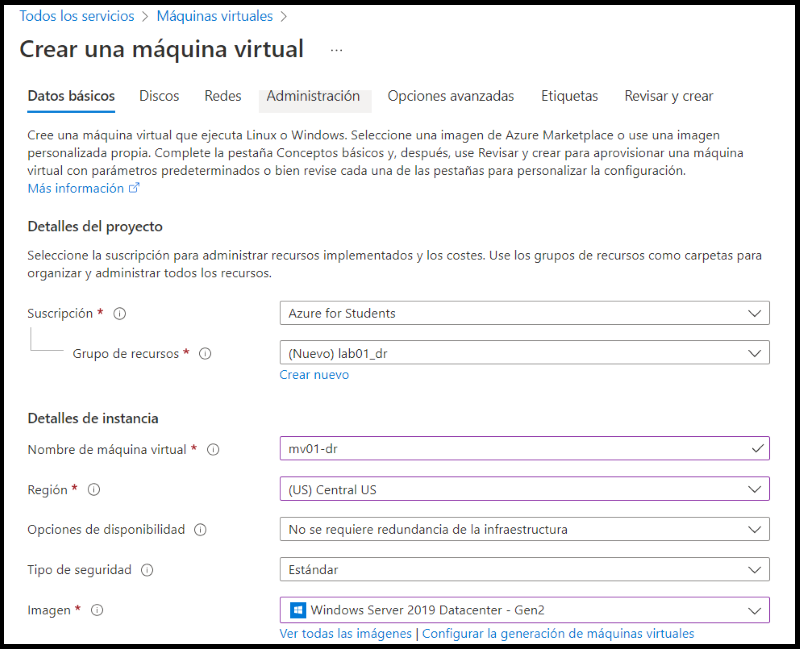 Todos los servicios > Máquinas virtuales >
Crear una máquina virtual ...
Datos básicos Discos Redes Administración Opciones avanzadas Etiquetas Revisar y crear
Cree una máquina virtual que ejecuta Linux o Windows. Seleccione una imagen de Azure Marketplace o use una imagen
personalizada propia. Complete la pestaña Conceptos básicos y, después, use Revisar y crear para aprovisionar una máquina
virtual con parámetros predeterminados o bien revise cada una de las pestañas para personalizar la configuración.
Más información
Detalles del proyecto
Seleccione la suscripción para administrar recursos implementados y los costes. Use los grupos de recursos como carpetas para
organizar y administrar todos los recursos.
Suscripción * Azure for Students
Grupo de recursos * (Nuevo) lab01_dr
Crear nuevo
Detalles de instancia
Nombre de máquina virtual * mv01-dr
Región * (US) Central US
Opciones de disponibilidad No se requiere redundancia de la infraestructura
Tipo de seguridad Estándar
Imagen * Windows Server 2019 Datacenter - Gen2
Ver todas las imágenes | Configurar la generación de máquinas virtuales